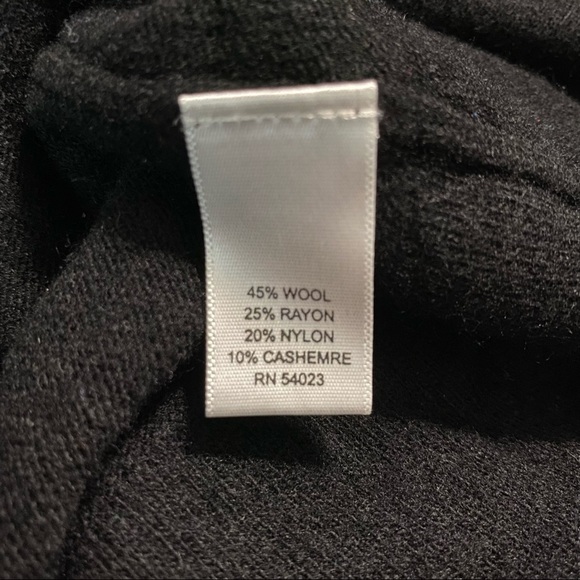 45% WOOL
25% RAYON
20% NYLON
10% CASHEMRE
RN 54023